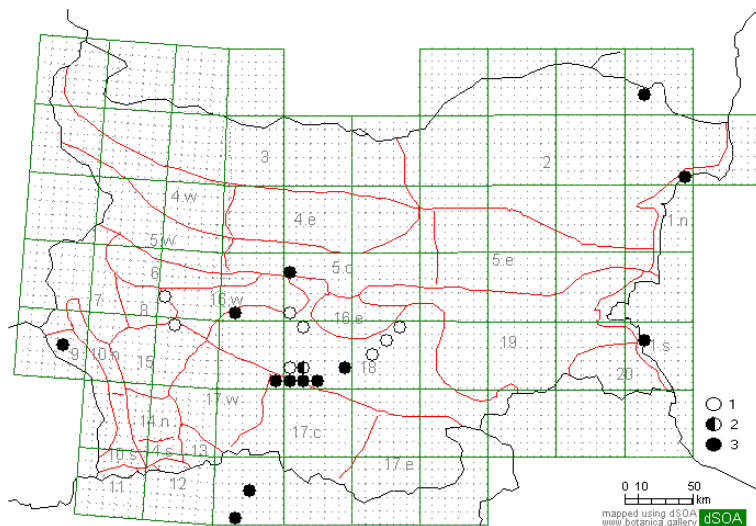 3
2
4.w
4.e
1.n
5.w
5.c
5.e
6
7
8
16.w
16.e
9
10.n
15
18
19
1.s
20
17.w
14.n
17.c
10.s
14.s
13
17.e
11
12
1
2
3
0 10 50
km
mapped using dSOA
www.botanica.gallery
dSOA